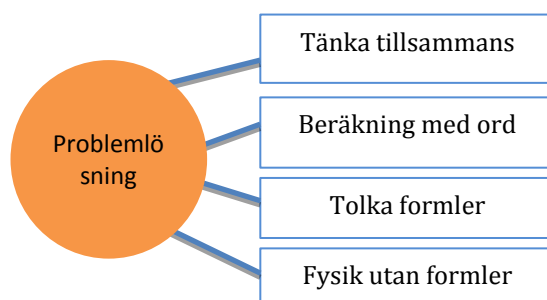 Problemlö
sning
Tänka tillsammans
Beräkning med ord
Tolka formler
Fysik utan formler